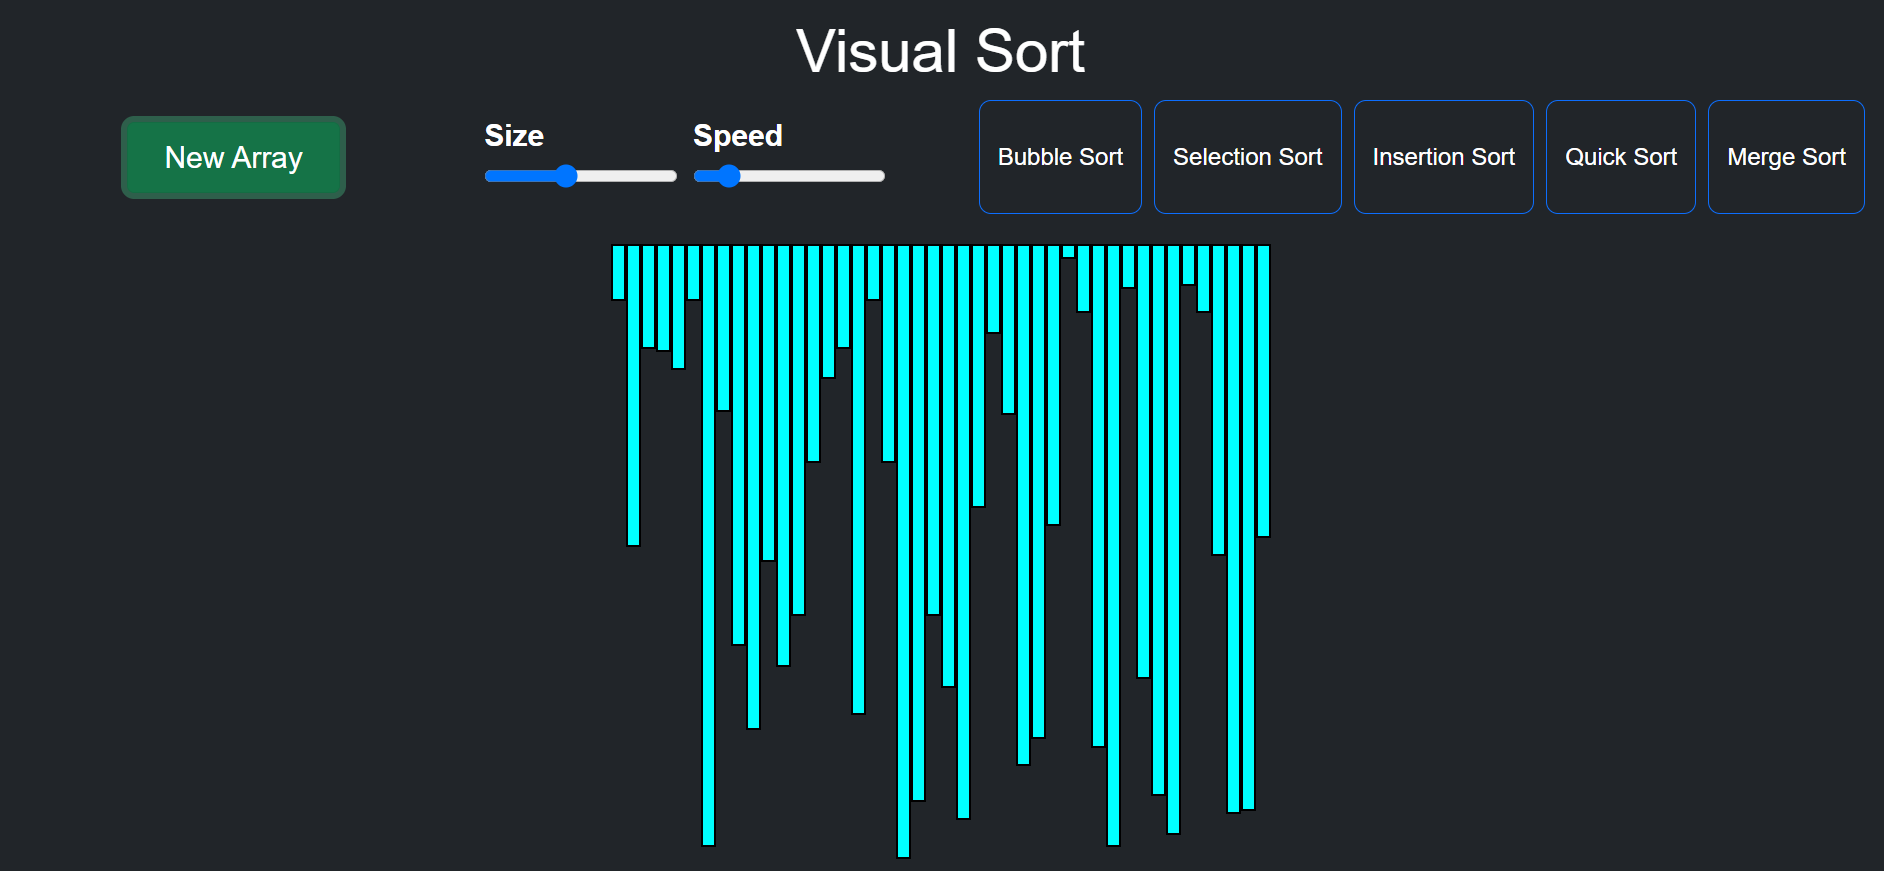 Visual Sort
New Array
Size
Speed
Bubble Sort
Selection Sort
Insertion Sort
Quick Sort
Merge Sort